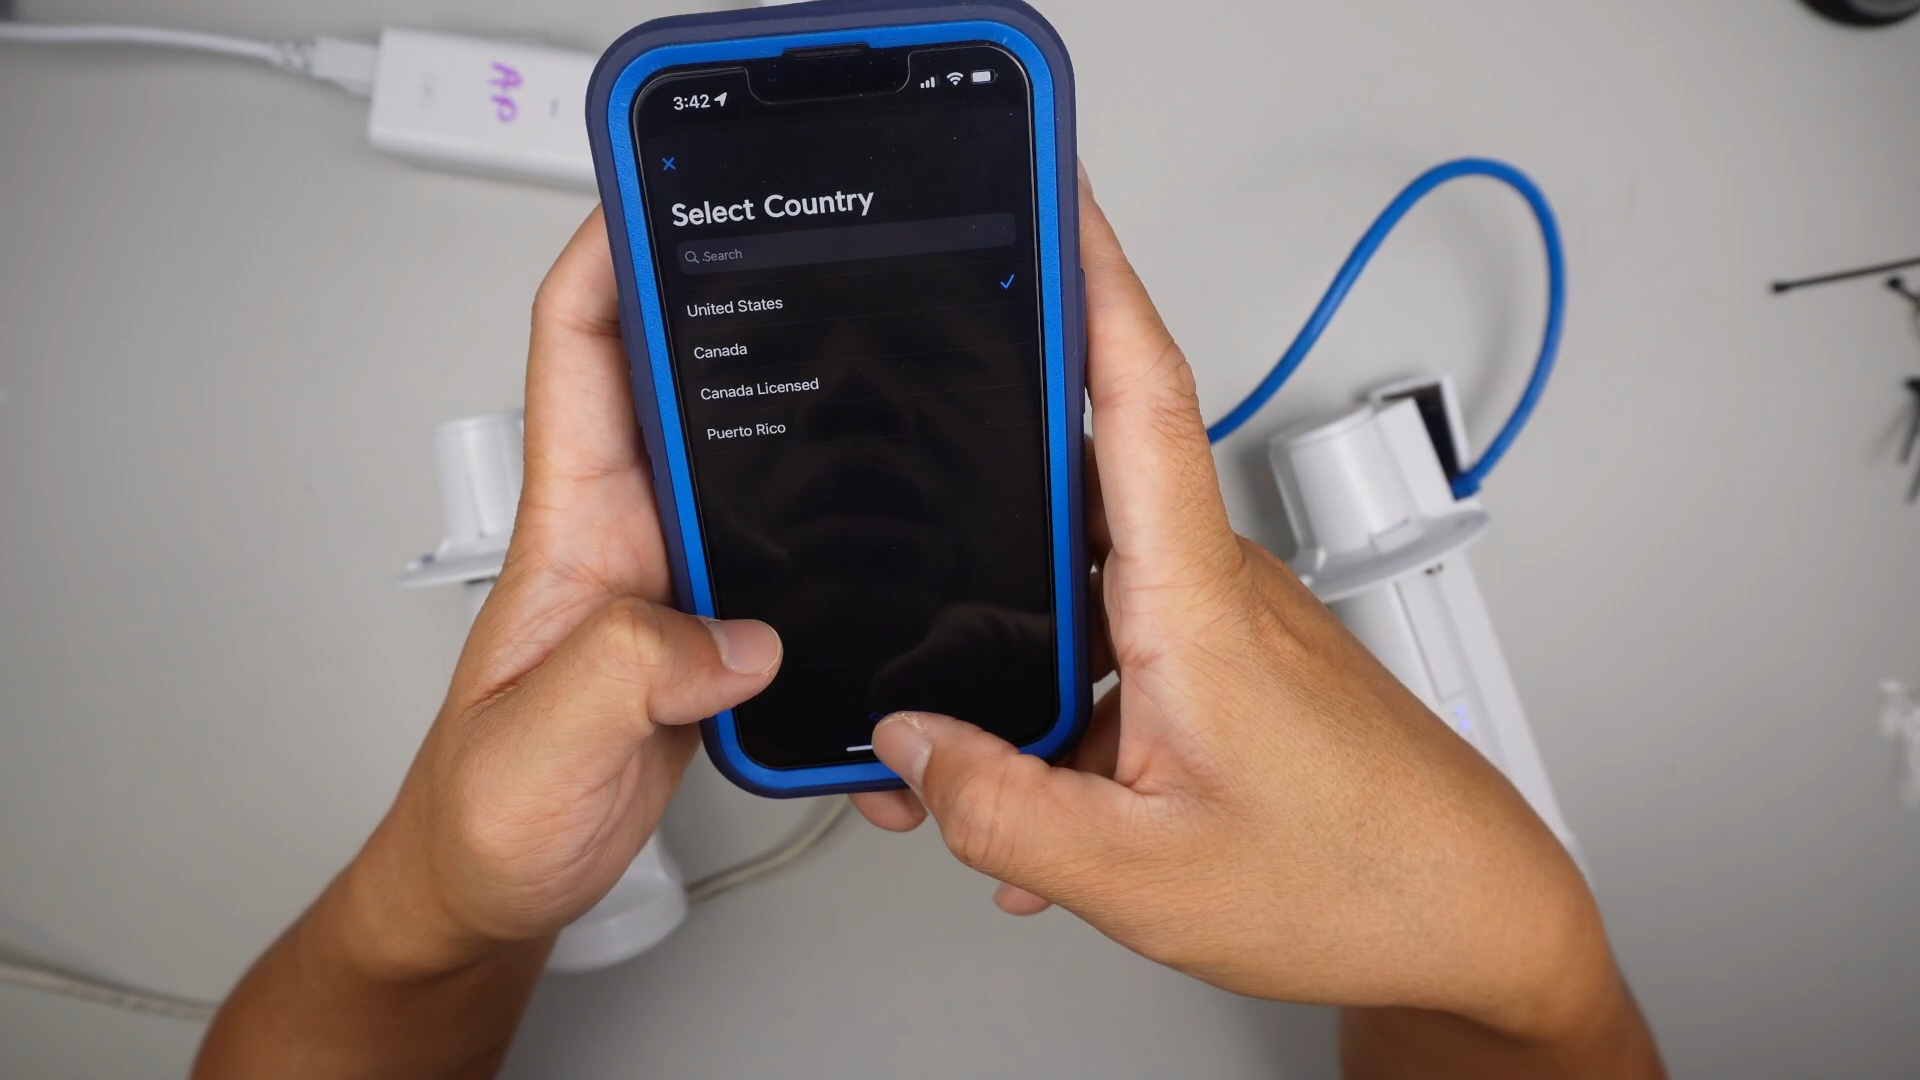 AP
3:42
Select Country
Search
United States
Canada
Canada Licensed
Puerto Rico